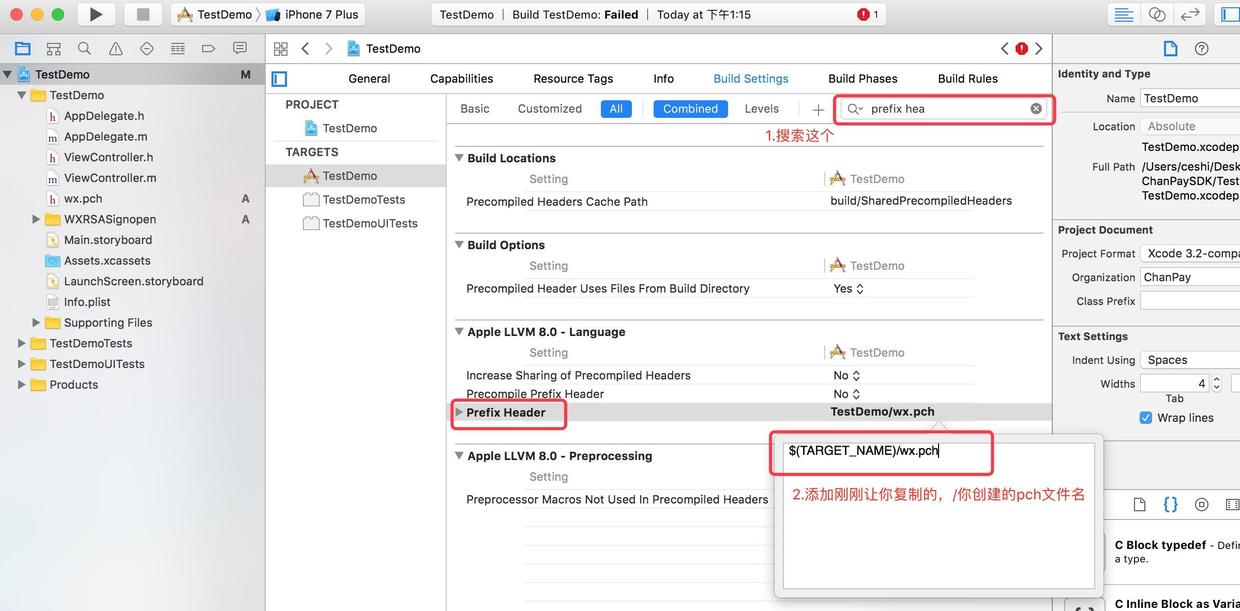 TestDemo 〉 iPhone 7 Plus
TestDemo | Build TestDemo: Failed | Today at 下午1:15
1
TestDemo
M
TestDemo
AppDelegate.h
AppDelegate.m
ViewController.h
ViewController.m
wx.pch
A
WXRSASignopen
A
Main.storyboard
Assets.xcassets
LaunchScreen.storyboard
Info.plist
Supporting Files
TestDemoTests
TestDemoUITests
Products
TestDemo
General Capabilities Resource Tags Info Build Settings Build Phases Build Rules
PROJECT
TestDemo
TARGETS
TestDemo
TestDemoTests
TestDemoUITests
Basic Customized All Combined Levels + prefix hea
1.搜索这个
Build Locations
Setting TestDemo
Precompiled Headers Cache Path build/SharedPrecompiledHeaders
Build Options
Setting TestDemo
Precompiled Header Uses Files From Build Directory Yes
Apple LLVM 8.0 - Language
Setting TestDemo
Increase Sharing of Precompiled Headers No
Precompile Prefix Header No
Prefix Header TestDemo/wx.pch
Apple LLVM 8.0 - Preprocessing
Setting
Preprocessor Macros Not Used In Precompiled Headers
$(TARGET_NAME)/wx.pch
2.添加刚刚让你复制的，/你创建的pch文件名
Identity and Type
Name TestDemo
Location Absolute
TestDemo.xcodep
Full Path /Users/ceshi/Desk
ChanPaySDK/Test
TestDemo.xcodep
Project Document
Project Format Xcode 3.2-compa
Organization ChanPay
Class Prefix
Text Settings
Indent Using Spaces
Widths 4
Tab
Wrap lines
{}
C Block typedef - Defin
a type.
C Inline Block as Varia